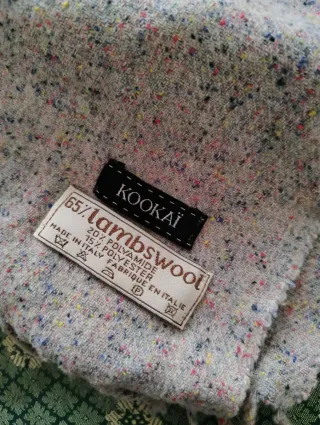 KOOKAÏ
65% lambswool
20% POLYAMIDE
15% POLYESTER
MADE IN ITALY FABRIQUE EN ITALIE
P